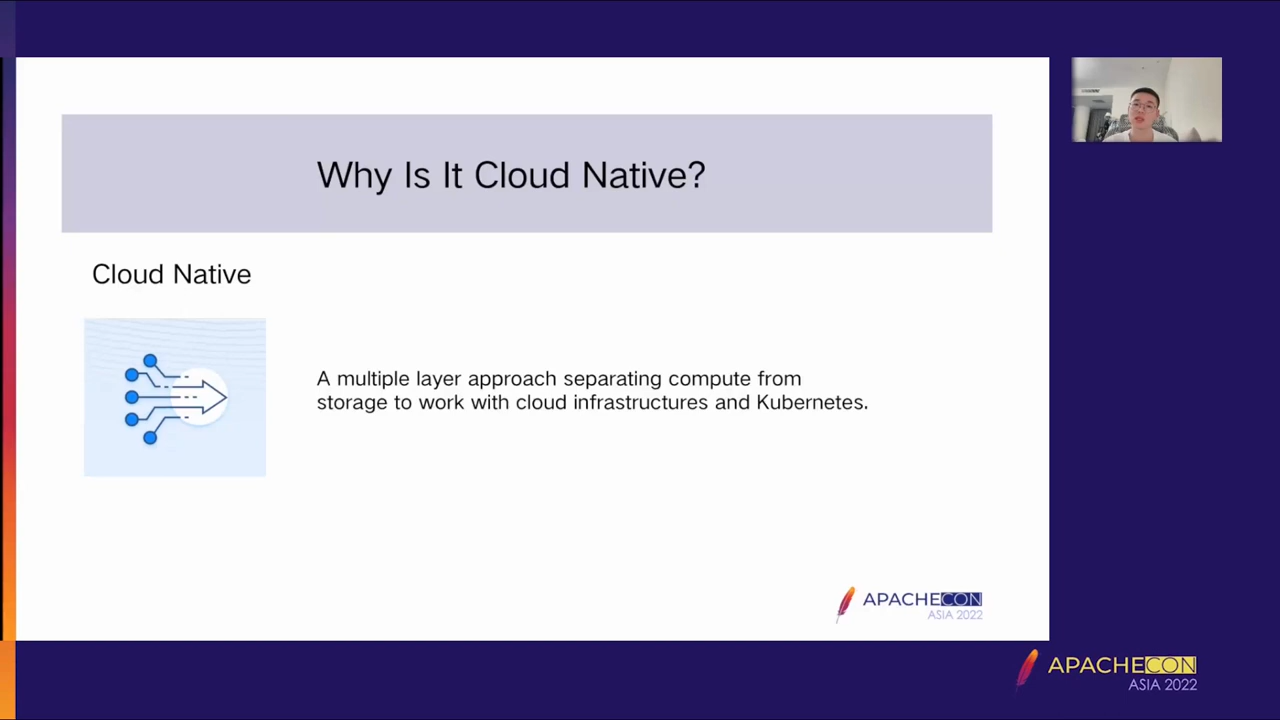 Why Is It Cloud Native?
Cloud Native
A multiple layer approach separating compute from
storage to work with cloud infrastructures and Kubernetes.
APACHECON
ASIA 2022
APACHECON
ASIA 2022